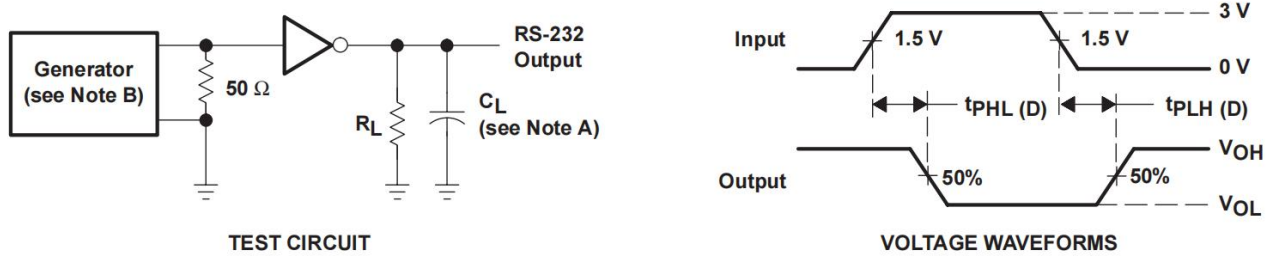 Generator
(see Note B)
50 Ω
RS-232
Output
RL
CL
(see Note A)
TEST CIRCUIT
Input
1.5 V
1.5 V
3 V
0 V
tPHL (D)
tPLH (D)
Output
50%
50%
VOH
VOL
VOLTAGE WAVEFORMS